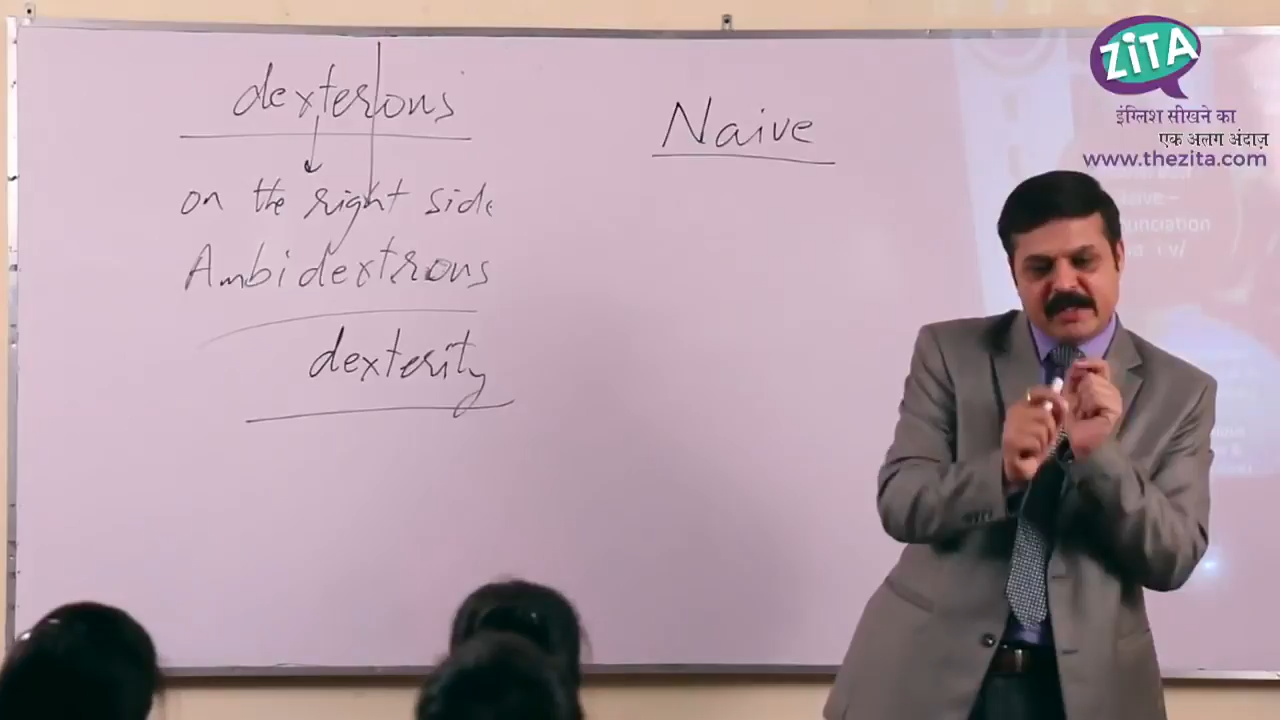 dexterous
on the right side
Ambidextrous
dexterity
Naive
ZiTA
इंग्लिश सीखने का
एक अलग अंदाज़
www.thezita.com